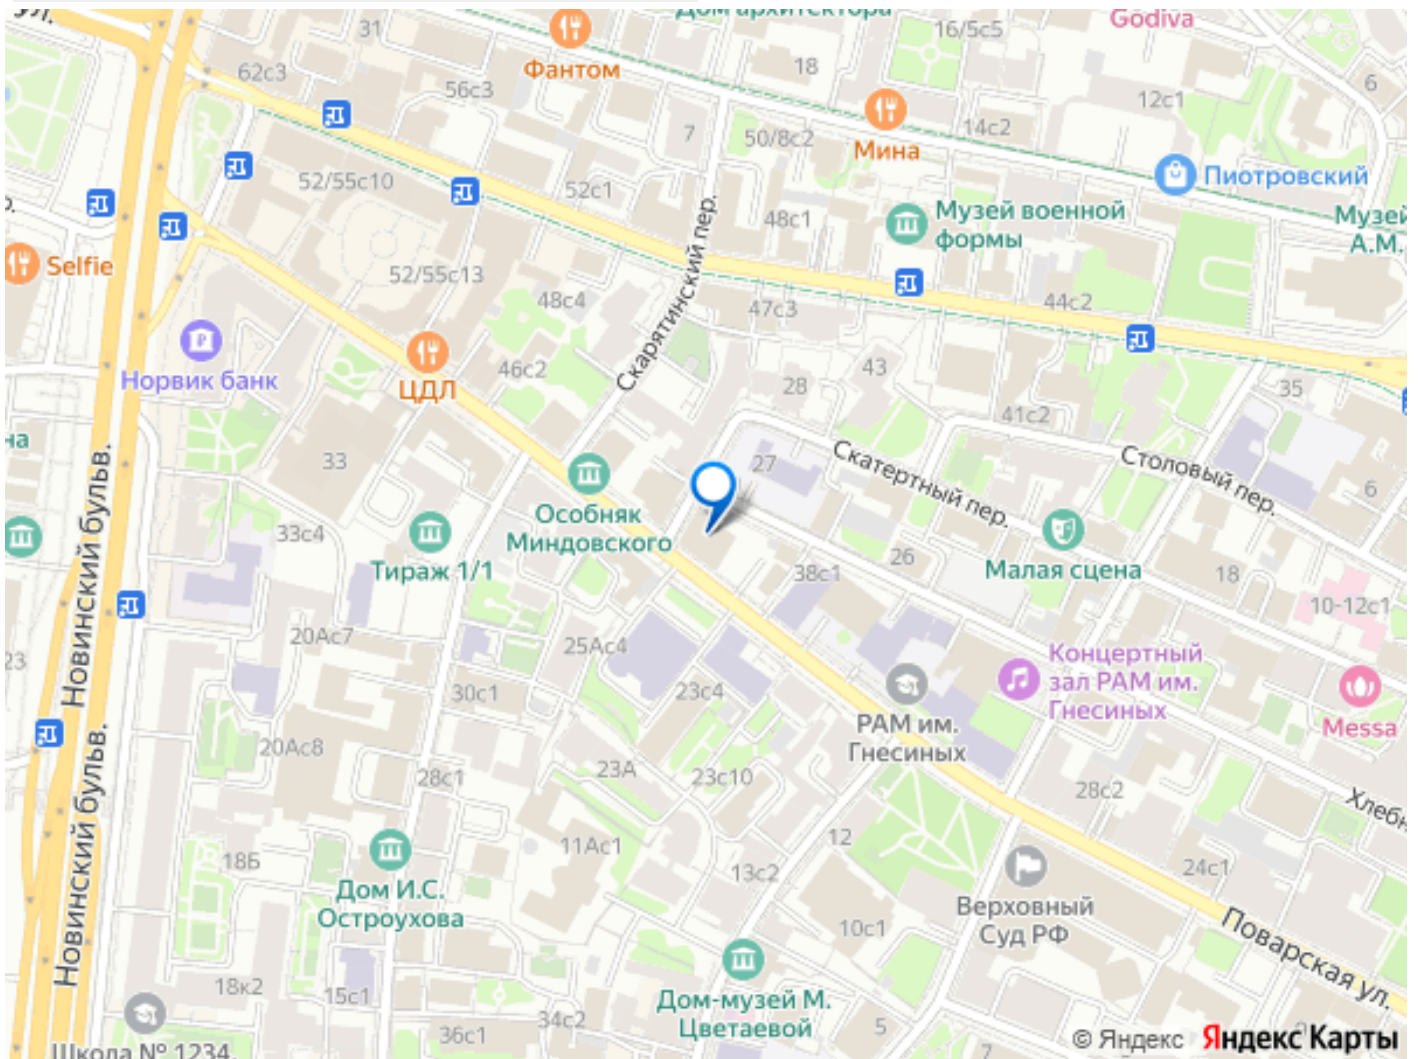 ул.
Дом архитектора
Godiva
31
16/5с5
Фантом
18
62с3
56с3
6
12с1
7
50/8с2
14с2
Мина
52/55с10
52с1
Пиотровский
р.
48с1
Музей военной
формы
Музей
А.М.
Selfie
52/55с13
Скарятинский пер.
48с4
47с3
44с2
Норвик банк
ЦДЛ
46с2
28
43
35
41с2
на
33
27
Скатертный пер.
Столовый пер.
6
Особняк
Миндовского
33с4
Тираж 1/1
Малая сцена
26
38с1
18
10-12с1
Новинский бульв.
20Ас7
25Ас4
23
Концертный
зал РАМ им.
Гнесиных
30с1
23с4
РАМ им.
Гнесиных
Messa
20Ас8
28с1
23А
23с10
28с2
Хлебн
Новинский бульв.
11Ас1
12
18Б
13с2
24с1
Дом И.С.
Остроухова
Верховный
Суд РФ
10с1
Поварская ул.
18к2
15с1
Дом-музей М.
Цветаевой
34с2
36с1
5
7
Школа № 1234,
© Яндекс Яндекс Карты